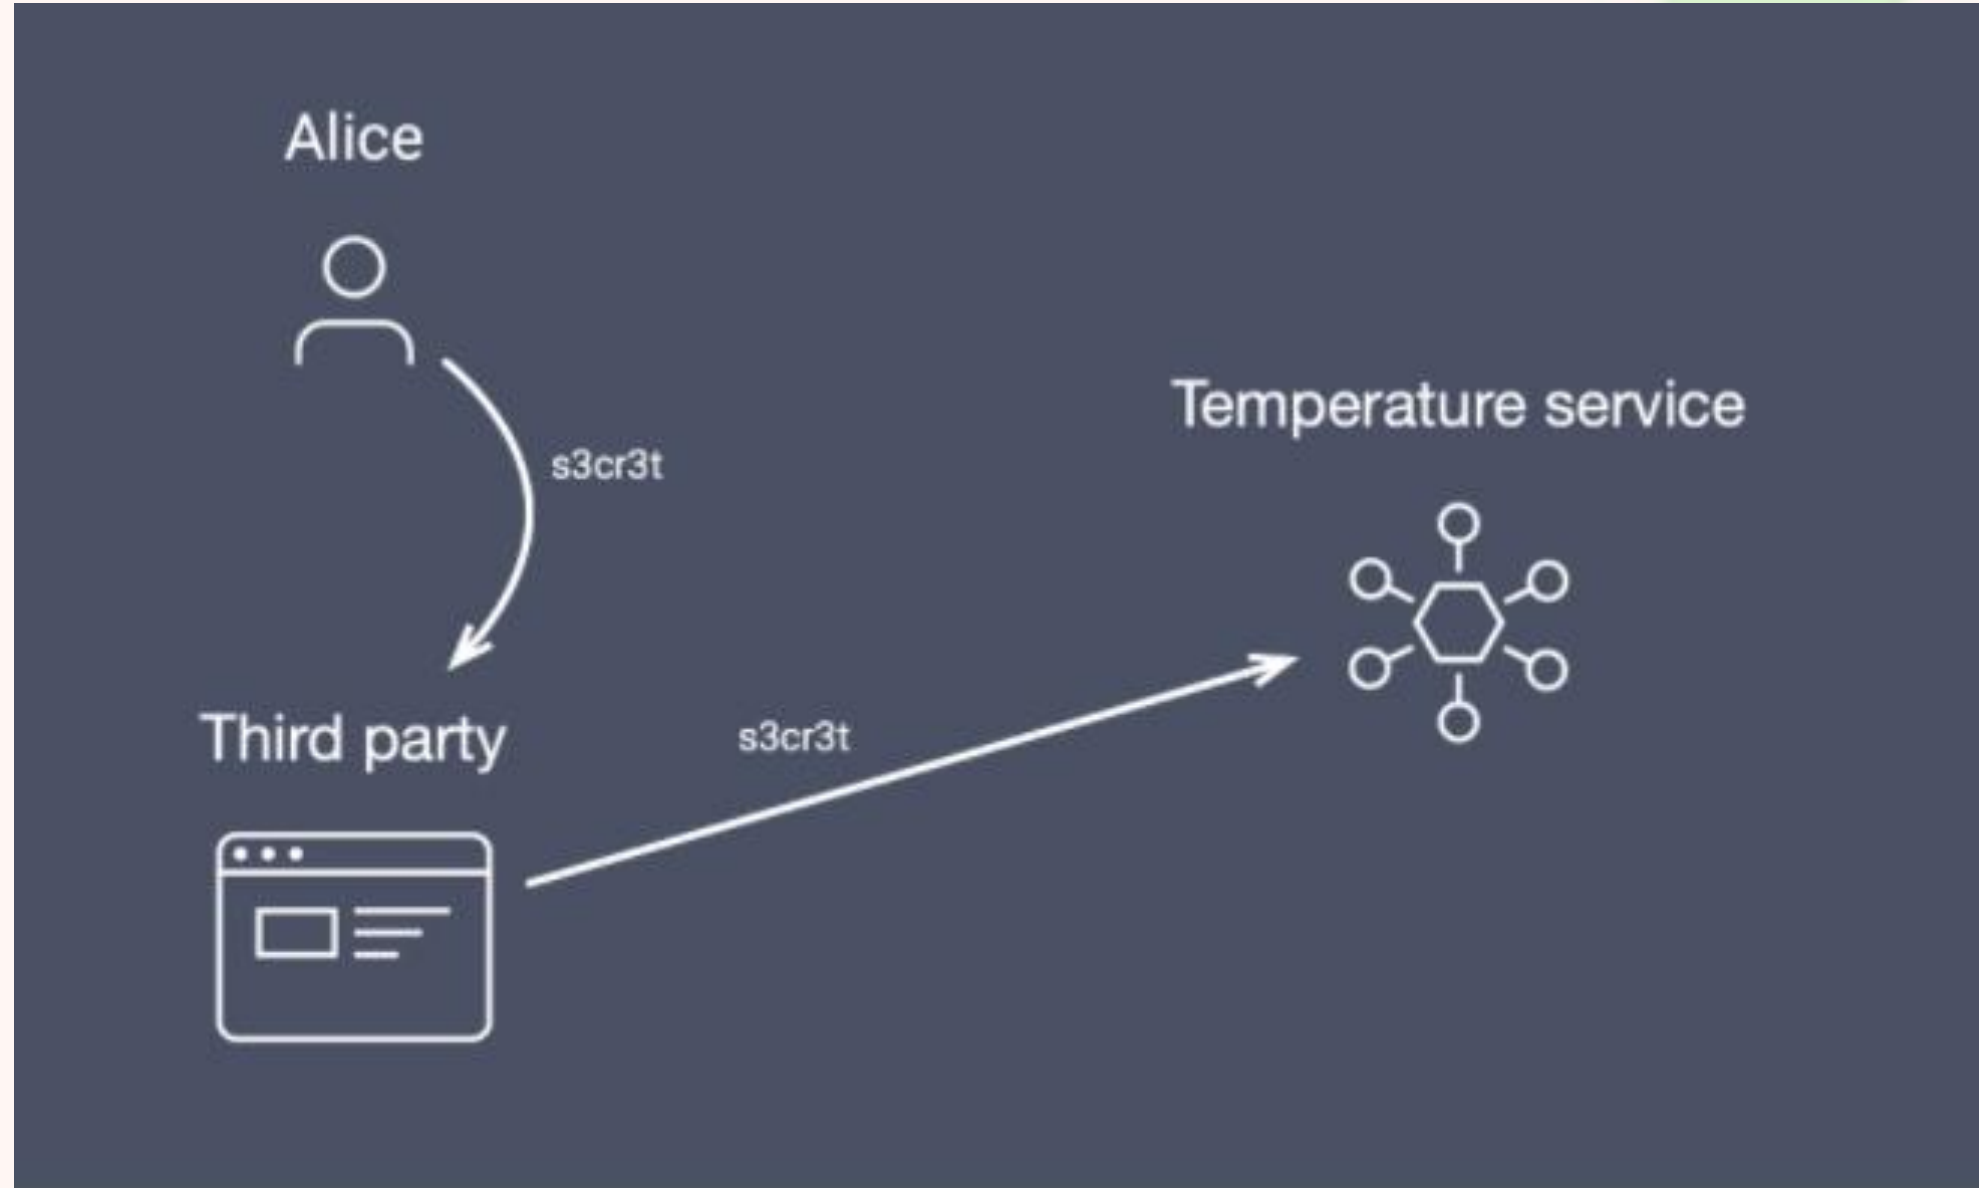 Alice
s3cr3t
Temperature service
Third party
s3cr3t